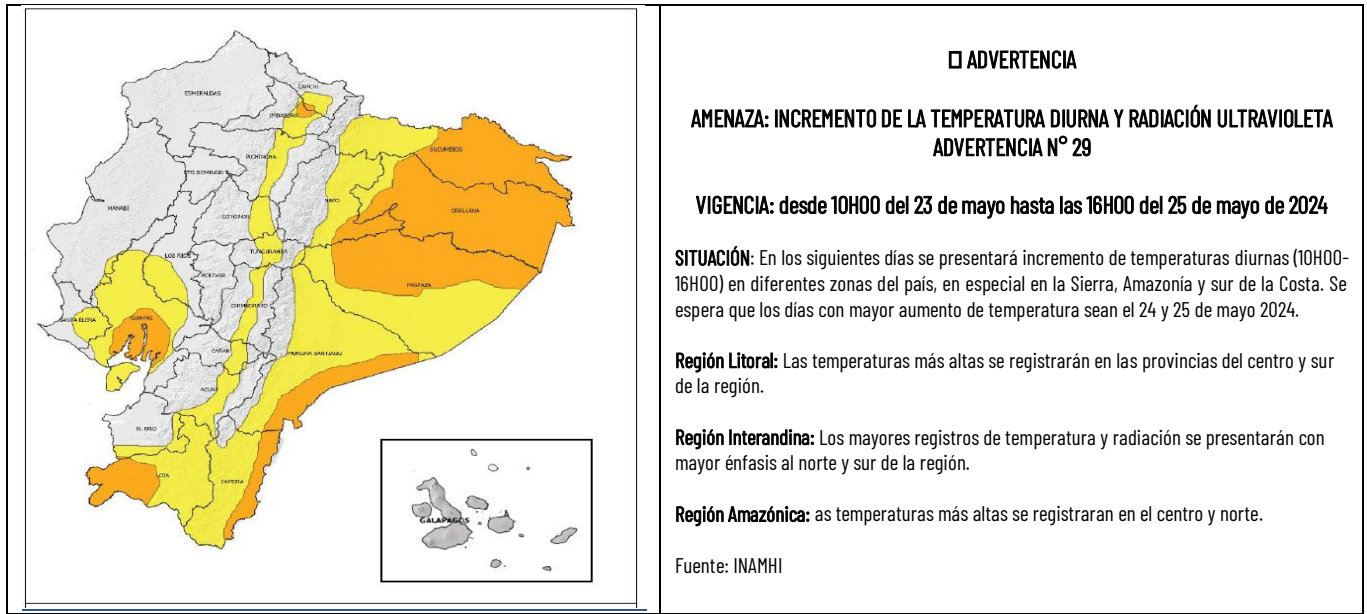 CARCHI
ESMERALDAS
IMBABURA
SUCUMBIOS
PICHINCHA
STO DOMINGO
NAPO
MANABÍ
ORELLANA
COTOPAXI
TUNGURAHUA
LOS RIOS
BOLIVAR
PASTAZA
CHIMBORAZO
SANTA ELENA
GUAYAS
CAÑAR
MORONA SANTIAGO
AZUAY
EL ORO
LOJA
ZAMORA
GALAPAGOS
□ ADVERTENCIA
AMENAZA: INCREMENTO DE LA TEMPERATURA DIURNA Y RADIACIÓN ULTRAVIOLETA
ADVERTENCIA N° 29
VIGENCIA: desde 10H00 del 23 de mayo hasta las 16H00 del 25 de mayo de 2024
SITUACIÓN: En los siguientes días se presentará incremento de temperaturas diurnas (10H00-
16H00) en diferentes zonas del país, en especial en la Sierra, Amazonía y sur de la Costa. Se
espera que los días con mayor aumento de temperatura sean el 24 y 25 de mayo 2024.
Región Litoral: Las temperaturas más altas se registrarán en las provincias del centro y sur
de la región.
Región Interandina: Los mayores registros de temperatura y radiación se presentarán con
mayor énfasis al norte y sur de la región.
Región Amazónica: as temperaturas más altas se registraran en el centro y norte.
Fuente: INAMHI